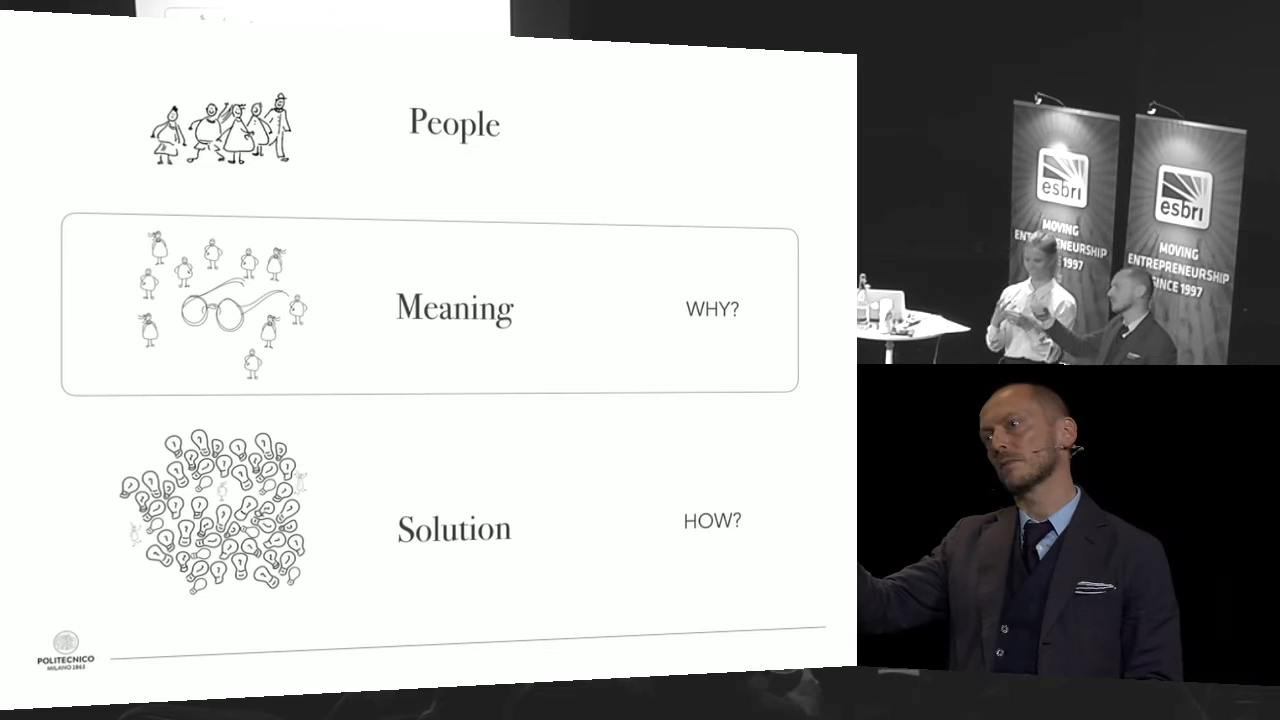 People
Meaning
WHY?
Solution
HOW?
POLITECNICO
MILANO 1863
esbri
MOVING
ENTREPRENEURSHIP
SINCE 1997
esbri
MOVING
ENTREPRENEURSHIP
SINCE 1997